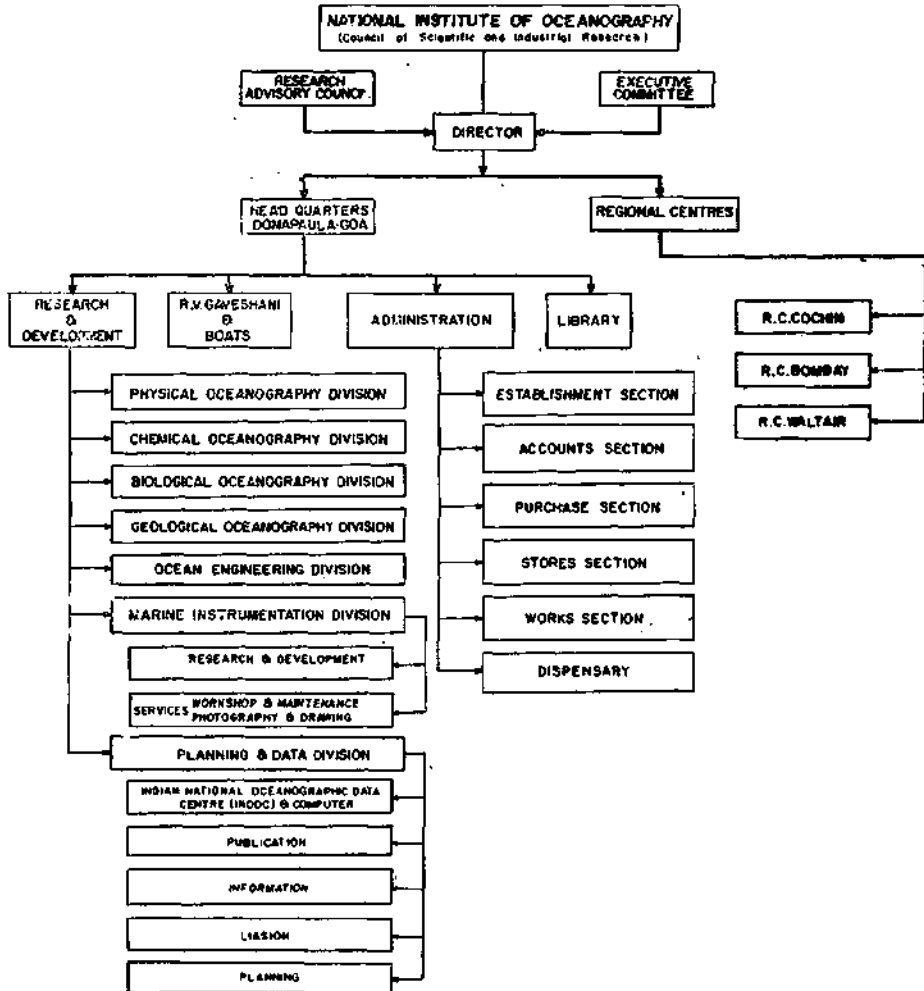 NATIONAL INSTITUTE OF OCEANOGRAPHY
(Council of Scientific and Industrial Research)
RESEARCH
ADVISORY COUNCIL
EXECUTIVE
COMMITTEE
DIRECTOR
HEAD QUARTERS
DONAPAULA-GOA
REGIONAL CENTRES
RESEARCH
&
DEVELOPMENT
R.V.GAVESHANI
&
BOATS
ADMINISTRATION
LIBRARY
R.C.COCHIN
R.C.BOMBAY
R.C.WALTAIR
PHYSICAL OCEANOGRAPHY DIVISION
CHEMICAL OCEANOGRAPHY DIVISION
BIOLOGICAL OCEANOGRAPHY DIVISION
GEOLOGICAL OCEANOGRAPHY DIVISION
OCEAN ENGINEERING DIVISION
MARINE INSTRUMENTATION DIVISION
RESEARCH & DEVELOPMENT
SERVICES WORKSHOP & MAINTENANCE
PHOTOGRAPHY & DRAWING
PLANNING & DATA DIVISION
INDIAN NATIONAL OCEANOGRAPHIC DATA
CENTRE (INODC) & COMPUTER
PUBLICATION
INFORMATION
LIASION
PLANNING
ESTABLISHMENT SECTION
ACCOUNTS SECTION
PURCHASE SECTION
STORES SECTION
WORKS SECTION
DISPENSARY